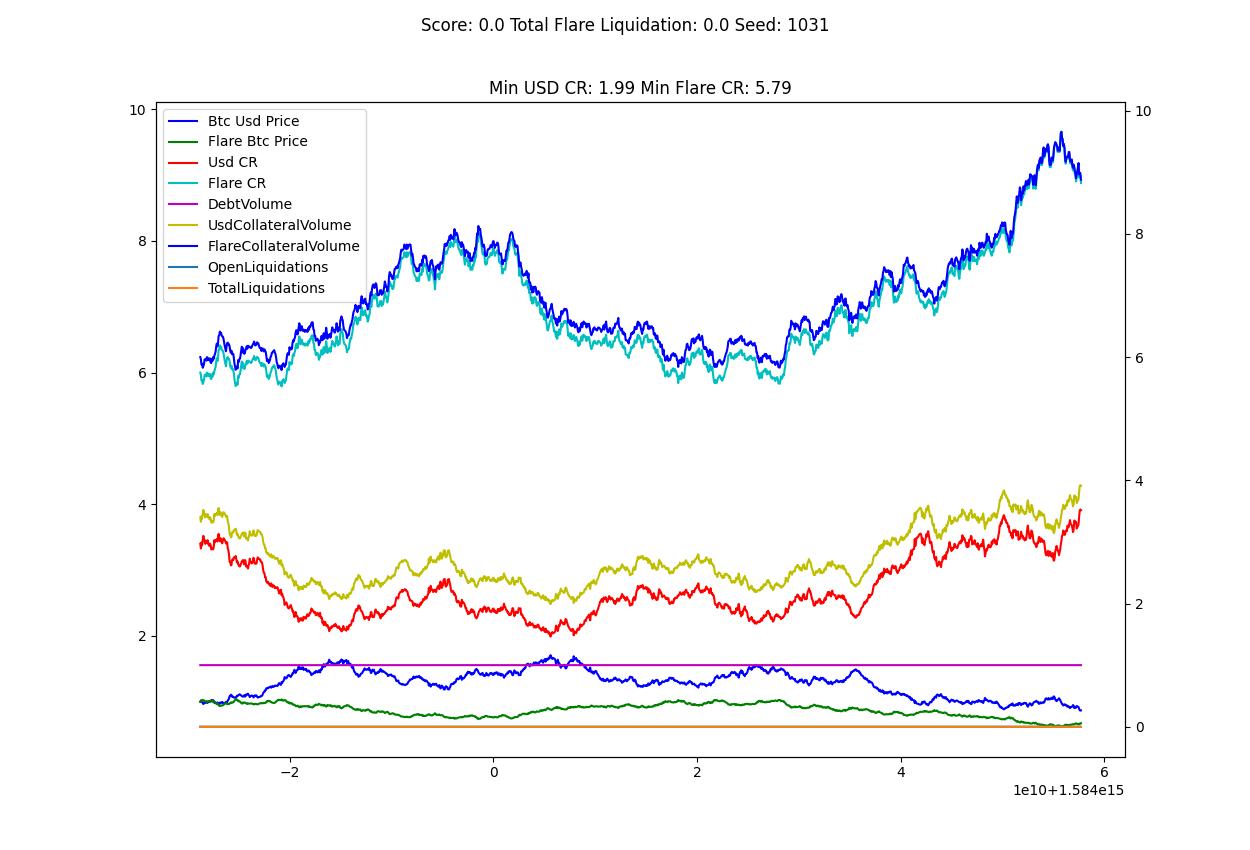 Score: 0.0 Total Flare Liquidation: 0.0 Seed: 1031
Min USD CR: 1.99 Min Flare CR: 5.79
Btc Usd Price
Flare Btc Price
Usd CR
Flare CR
DebtVolume
UsdCollateralVolume
FlareCollateralVolume
OpenLiquidations
TotalLiquidations
10
8
6
4
2
10
8
6
4
2
0
−2
0
2
4
6
1e10+1.584e15